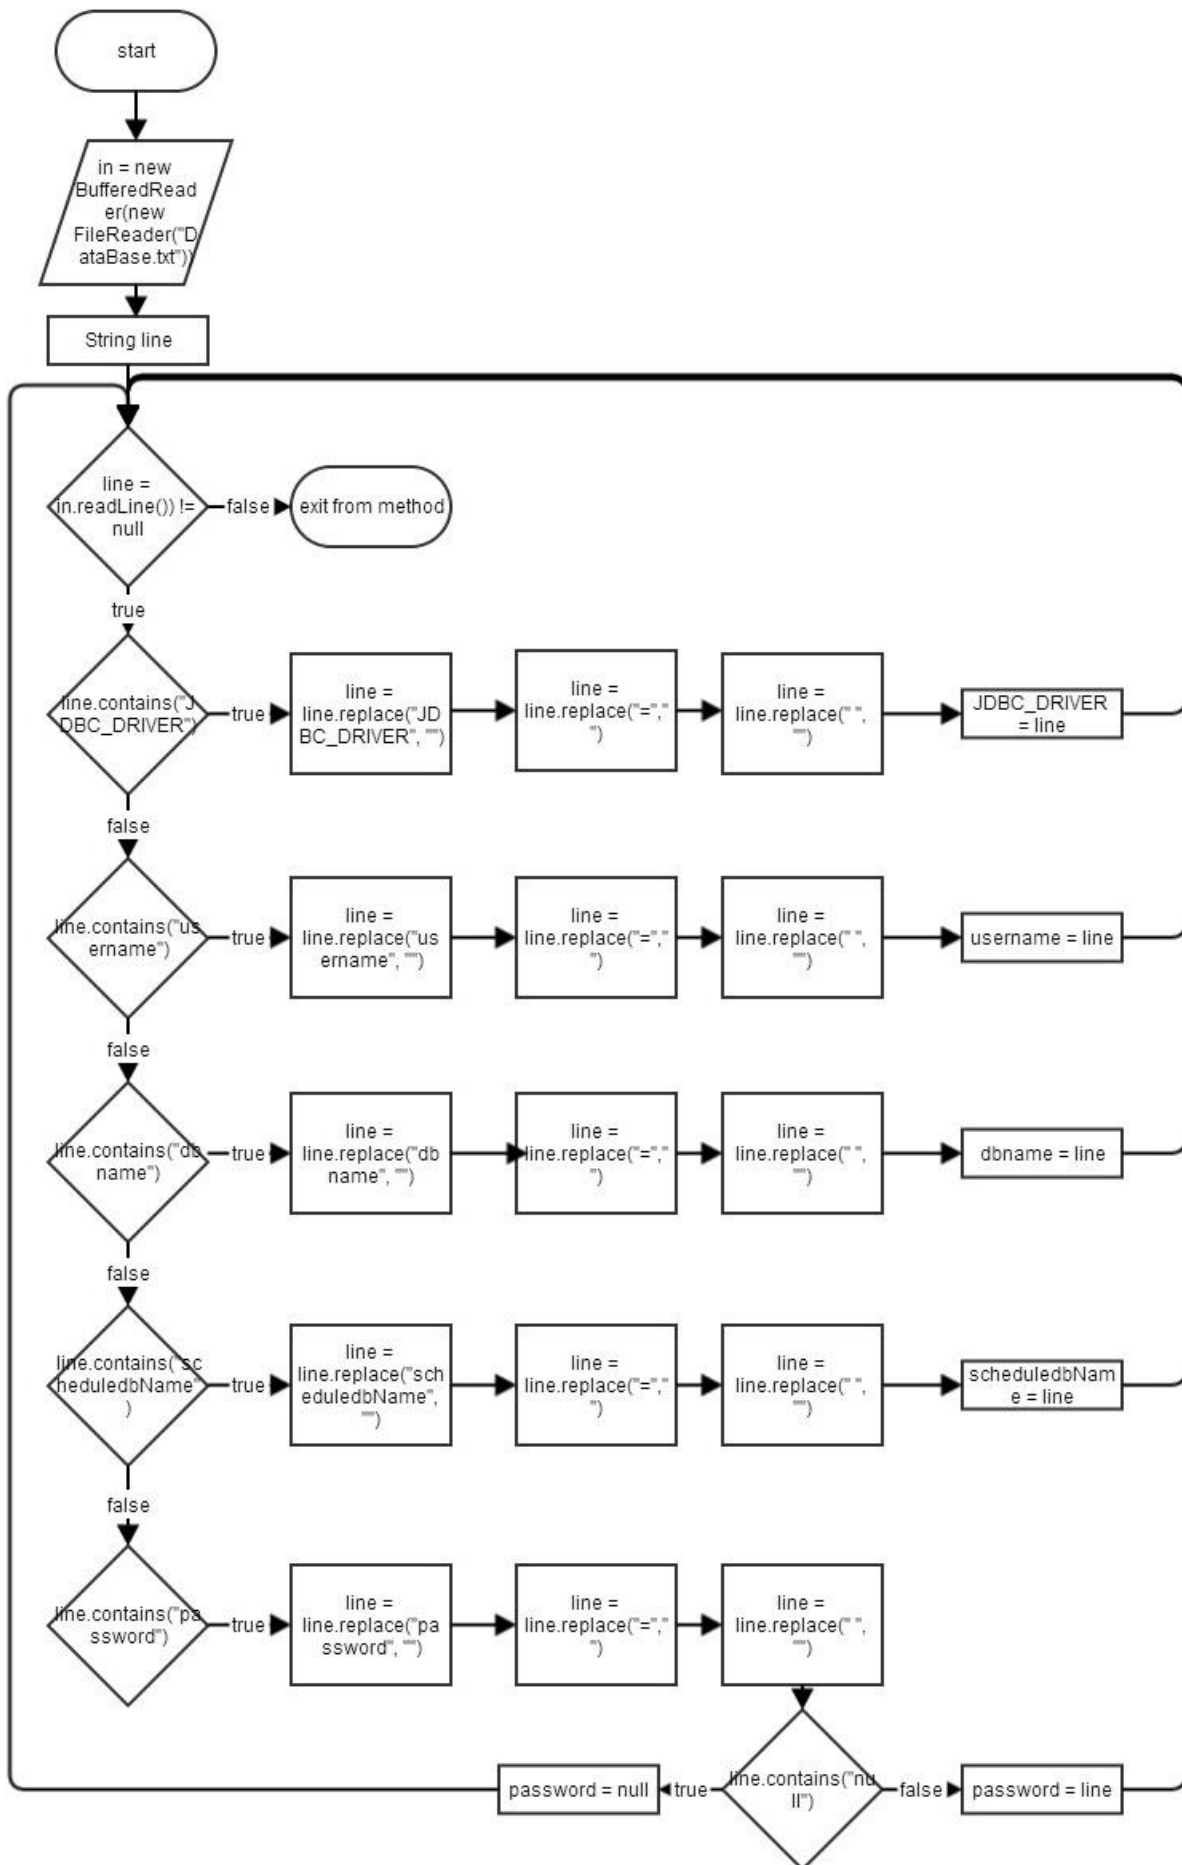 start
in = new
BufferedRead
er(new
FileReader("D
ataBase.txt"))
String line
line =
in.readLine()) !=
null
false
exit from method
true
line.contains("J
DBC_DRIVER")
true
line =
line.replace("JD
BC_DRIVER", "")
line =
line.replace("=","
")
line =
line.replace(" ",
"")
JDBC_DRIVER
= line
false
line.contains("us
ername")
true
line =
line.replace("us
ername", "")
line =
line.replace("=","
")
line =
line.replace(" ",
"")
username = line
false
line.contains("db
name")
true
line =
line.replace("db
name", "")
line =
line.replace("=","
")
line =
line.replace(" ",
"")
dbname = line
false
line.contains("sc
heduledbName"
)
true
line =
line.replace("sch
eduledbName",
"")
line =
line.replace("=","
")
line =
line.replace(" ",
"")
scheduledbNam
e = line
false
line.contains("pa
ssword")
true
line =
line.replace("pa
ssword", "")
line =
line.replace("=","
")
line =
line.replace(" ",
"")
password = null
true
line.contains("nu
ll")
false
password = line